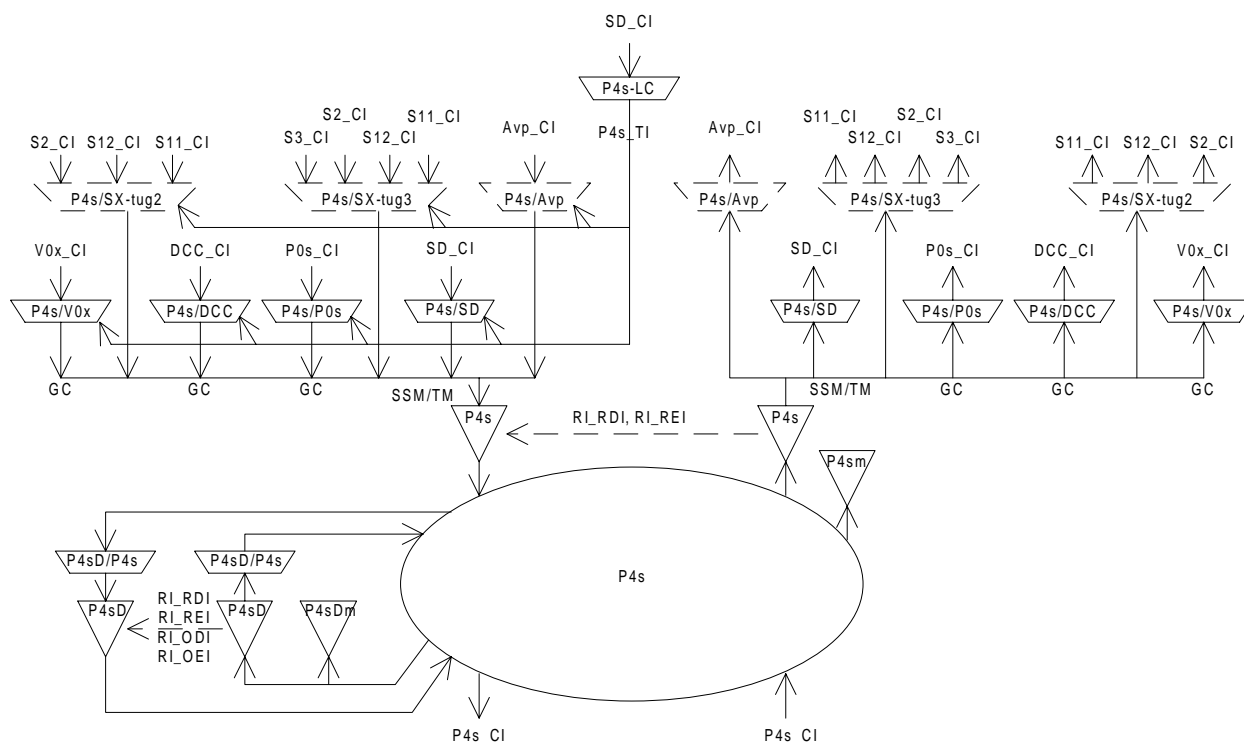 SD_CI
P4s-LC
P4s_TI
S2_CI
S12_CI
S11_CI
S3_CI
S2_CI
S12_CI
S11_CI
Avp_CI
P4s/SX-tug2
P4s/SX-tug3
P4s/Avp
Avp_CI
S11_CI
S12_CI
S2_CI
S3_CI
S11_CI
S12_CI
S2_CI
P4s/Avp
P4s/SX-tug3
P4s/SX-tug2
V0x_CI
DCC_CI
P0s_CI
SD_CI
SD_CI
P0s_CI
DCC_CI
V0x_CI
P4s/V0x
P4s/DCC
P4s/P0s
P4s/SD
P4s/SD
P4s/P0s
P4s/DCC
P4s/V0x
GC
GC
GC
SSM/TM
SSM/TM
GC
GC
GC
P4s
RI_RDI, RI_REI
P4s
P4sm
P4sD/P4s
P4sD/P4s
P4s
P4sD
RI_RDI
RI_REI
RI_ODI
RI_OEI
P4sD
P4sDm
P4s_CI
P4s_CI